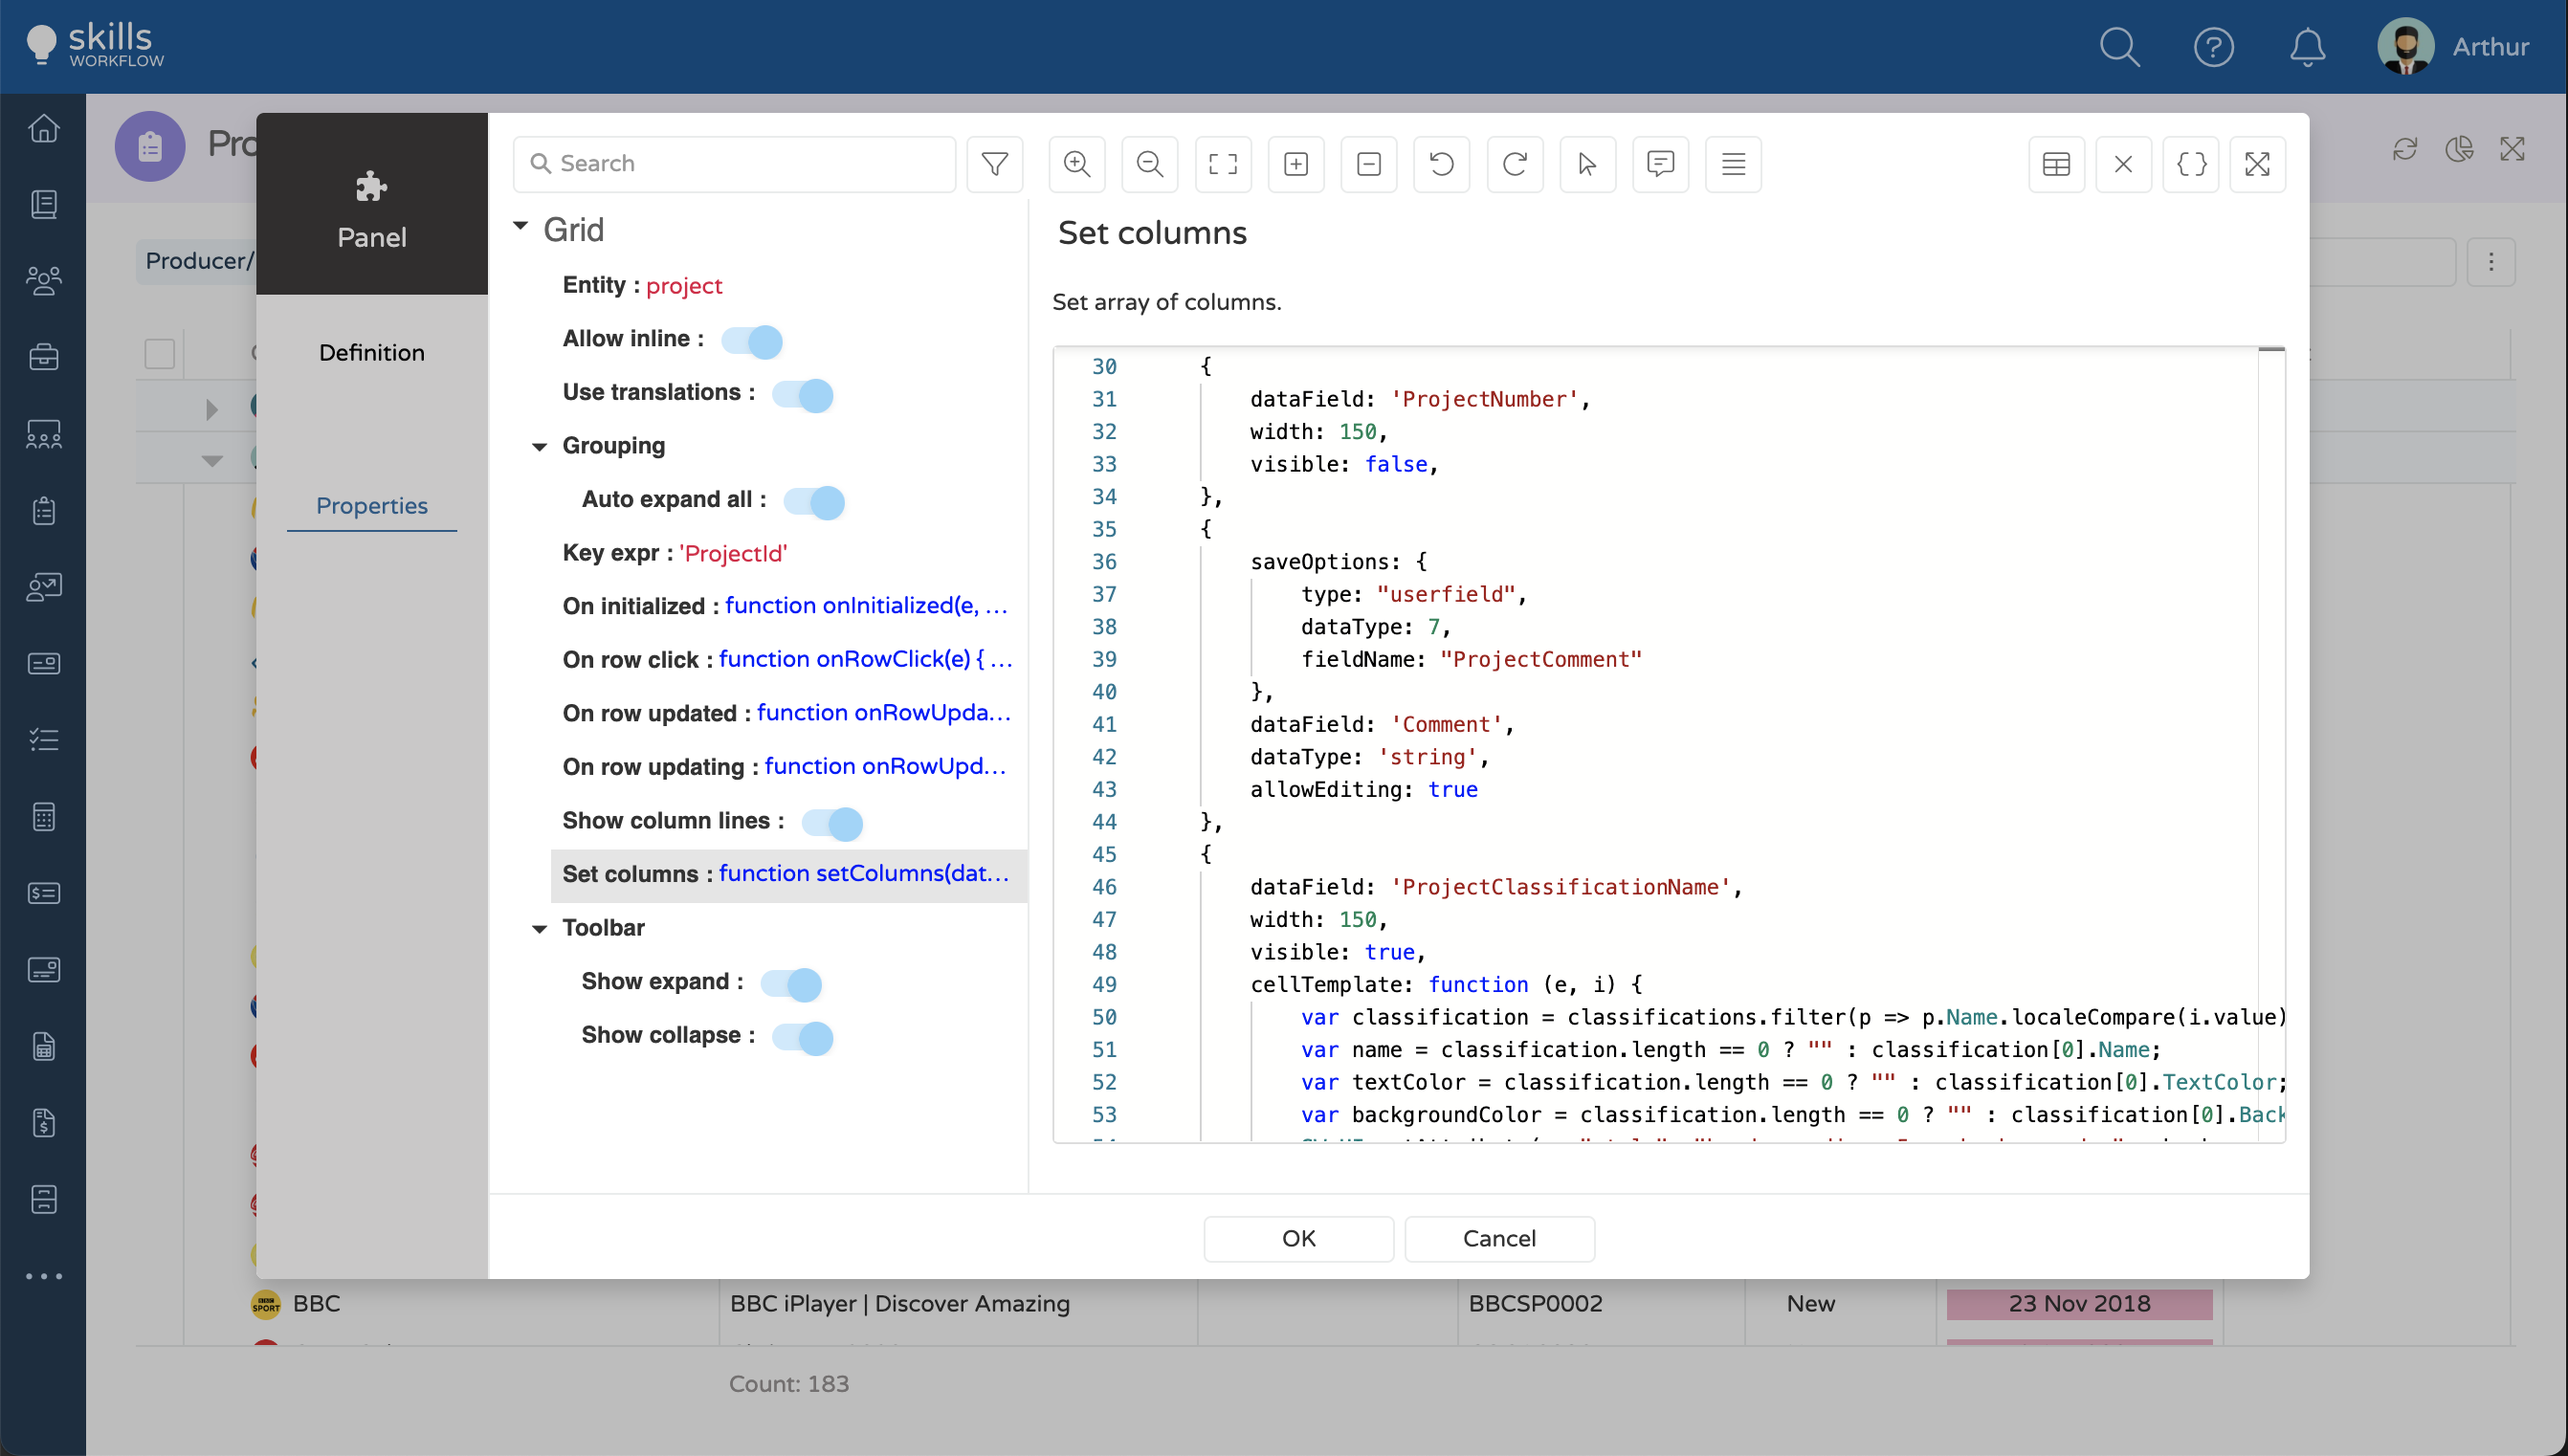 skills
WORKFLOW
Arthur
Pro
Producer/
Panel
Definition
Properties
Search
Grid
Entity : project
Allow inline :
Use translations :
Grouping
Auto expand all :
Key expr : 'ProjectId'
On initialized : function onInitialized(e, ...
On row click : function onRowClick(e) { ...
On row updated : function onRowUpda...
On row updating : function onRowUpd...
Show column lines :
Set columns : function setColumns(dat...
Toolbar
Show expand :
Show collapse :
Set columns
Set array of columns.
30 {
31 dataField: 'ProjectNumber',
32 width: 150,
33 visible: false,
34 },
35 {
36 saveOptions: {
37 type: "userfield",
38 dataType: 7,
39 fieldName: "ProjectComment"
40 },
41 dataField: 'Comment',
42 dataType: 'string',
43 allowEditing: true
44 },
45 {
46 dataField: 'ProjectClassificationName',
47 width: 150,
48 visible: true,
49 cellTemplate: function (e, i) {
50 var classification = classifications.filter(p => p.Name.localeCompare(i.value)
51 var name = classification.length == 0 ? "" : classification[0].Name;
52 var textColor = classification.length == 0 ? "" : classification[0].TextColor;
53 var backgroundColor = classification.length == 0 ? "" : classification[0].Back
OK
Cancel
BBC SPORT BBC BBC iPlayer | Discover Amazing BBCSP0002 New 23 Nov 2018
Count: 183